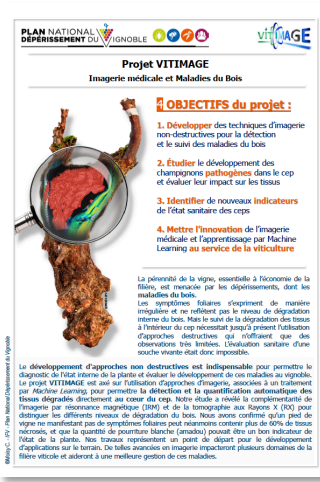 PLAN NATIONAL
DÉPÉRISSEMENT DU VIGNOBLE
VITIMAGE
Projet VITIMAGE
Imagerie médicale et Maladies du Bois
4 OBJECTIFS du projet :
1. Développer des techniques d'imagerie
non-destructives pour la détection
et le suivi des maladies du bois
2. Étudier le développement des
champignons pathogènes dans le cep
et évaluer leur impact sur les tissus
3. Identifier de nouveaux indicateurs
de l'état sanitaire des ceps
4. Mettre l'innovation de l'imagerie
médicale et l'apprentissage par Machine
Learning au service de la viticulture
La pérennité de la vigne, essentielle à l'économie de la
filière, est menacée par les dépérissements, dont les
maladies du bois.
Les symptômes foliaires s'expriment de manière
irrégulière et ne reflètent pas le niveau de dégradation
interne du bois. Mais le suivi de la dégradation des tissus
à l'intérieur du cep nécessitait jusqu'à présent l'utilisation
d'approches destructives qui n'offraient que des
observations très limitées. L'évaluation sanitaire d'une
souche vivante était donc impossible.
Le développement d'approches non destructives est indispensable pour permettre le
diagnostic de l'état interne de la plante et évaluer le développement de ces maladies au vignoble.
Le projet VITIMAGE est axé sur l'utilisation d'approches d'imagerie, associées à un traitement
par Machine Learning, pour permettre la détection et la quantification automatique des
tissus dégradés directement au cœur du cep. Notre étude a révélé la complémentarité de
l'imagerie par résonnance magnétique (IRM) et de la tomographie aux Rayons X (RX) pour
distinguer les différents niveaux de dégradation du bois. Nous avons confirmé qu'un pied de
vigne ne manifestant pas de symptômes foliaires peut néanmoins contenir plus de 60% de tissus
nécrosés, et que la quantité de pourriture blanche (amadou) pouvait être un bon indicateur de
l'état de la plante. Nos travaux représentent un point de départ pour le développement
d'applications sur le terrain. De telles avancées en imagerie impacteront plusieurs domaines de la
filière viticole et aideront à une meilleure gestion de ces maladies.